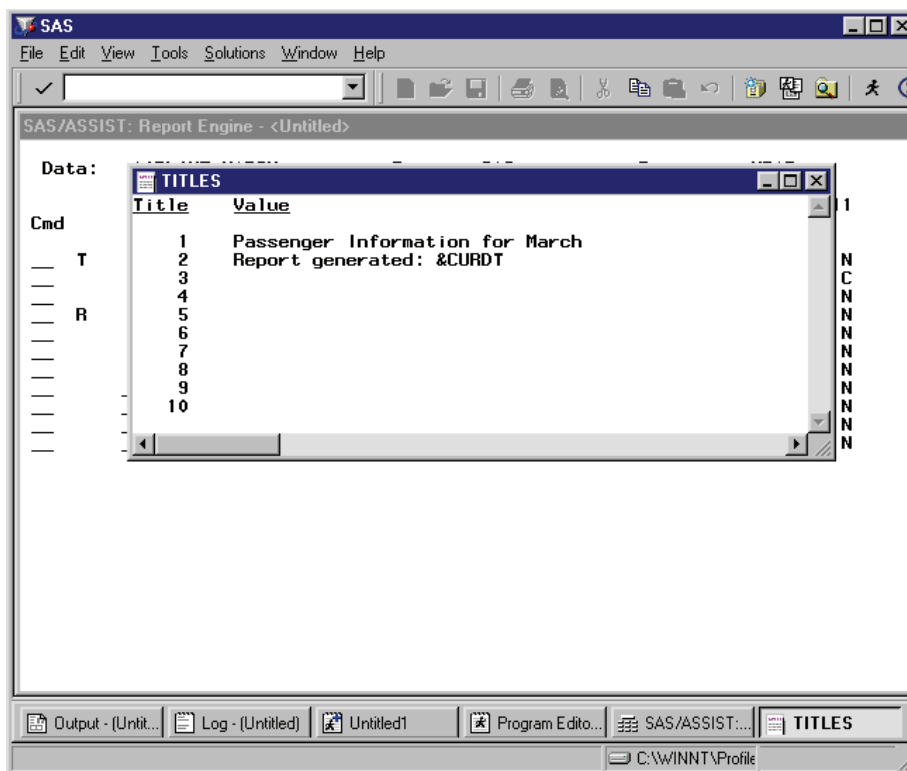 SAS
File Edit View Tools Solutions Window Help
SAS/ASSIST: Report Engine - <Untitled>
Data:
TITLES
Title Value
Cmd
1 Passenger Information for March
T 2 Report generated: &CURDT N
3 C
4 N
R 5 N
6 N
7 N
8 N
9 N
10 N
N
N
Output - (Untit... Log - (Untitled) Untitled1 Program Edito... SAS/ASSIST:... TITLES
C:\WINNT\Profile